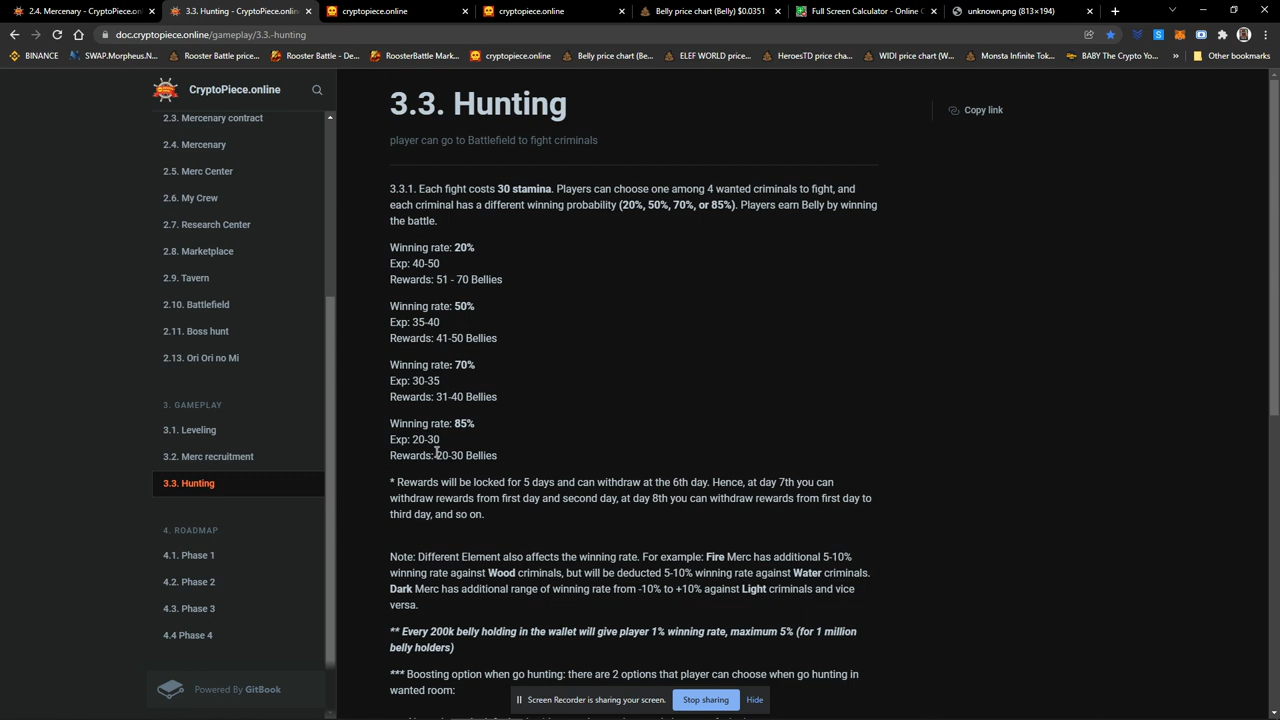 2.4. Mercenary - CryptoPiece.on
3.3. Hunting - CryptoPiece.onlin
cryptopiece.online
cryptopiece.online
Belly price chart (Belly) $0.0351
Full Screen Calculator - Online C
unknown.png (813×194)
doc.cryptopiece.online/gameplay/3.3.-hunting
BINANCE
SWAP.Morpheus.N...
Rooster Battle price...
Rooster Battle - De...
RoosterBattle Mark...
cryptopiece.online
Belly price chart (Be...
ELEF WORLD price...
HeroesTD price cha...
WIDI price chart (W...
Monsta Infinite Tok...
BABY The Crypto Yo...
»
Other bookmarks
CryptoPiece.online
2.3. Mercenary contract
2.4. Mercenary
2.5. Merc Center
2.6. My Crew
2.7. Research Center
2.8. Marketplace
2.9. Tavern
2.10. Battlefield
2.11. Boss hunt
2.13. Ori Ori no Mi
3. GAMEPLAY
3.1. Leveling
3.2. Merc recruitment
3.3. Hunting
4. ROADMAP
4.1. Phase 1
4.2. Phase 2
4.3. Phase 3
4.4 Phase 4
Powered By GitBook
3.3. Hunting
Copy link
player can go to Battlefield to fight criminals
3.3.1. Each fight costs 30 stamina. Players can choose one among 4 wanted criminals to fight, and
each criminal has a different winning probability (20%, 50%, 70%, or 85%). Players earn Belly by winning
the battle.
Winning rate: 20%
Exp: 40-50
Rewards: 51 - 70 Bellies
Winning rate: 50%
Exp: 35-40
Rewards: 41-50 Bellies
Winning rate: 70%
Exp: 30-35
Rewards: 31-40 Bellies
Winning rate: 85%
Exp: 20-30
Rewards: 20-30 Bellies
* Rewards will be locked for 5 days and can withdraw at the 6th day. Hence, at day 7th you can
withdraw rewards from first day and second day, at day 8th you can withdraw rewards from first day to
third day, and so on.
Note: Different Element also affects the winning rate. For example: Fire Merc has additional 5-10%
winning rate against Wood criminals, but will be deducted 5-10% winning rate against Water criminals.
Dark Merc has additional range of winning rate from -10% to +10% against Light criminals and vice
versa.
** Every 200k belly holding in the wallet will give player 1% winning rate, maximum 5% (for 1 million
belly holders)
*** Boosting option when go hunting: there are 2 options that player can choose when go hunting in
wanted room:
Screen Recorder is sharing your screen.
Stop sharing
Hide